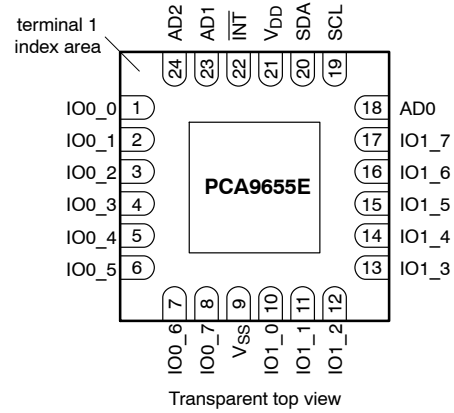 terminal 1
index area
AD2
AD1
INT
VDD
SDA
SCL
24
23
22
21
20
19
IO0_0 1
IO0_1 2
IO0_2 3
IO0_3 4
IO0_4 5
IO0_5 6
PCA9655E
18 AD0
17 IO1_7
16 IO1_6
15 IO1_5
14 IO1_4
13 IO1_3
7
8
9
10
11
12
IO0_6
IO0_7
VSS
IO1_0
IO1_1
IO1_2
Transparent top view